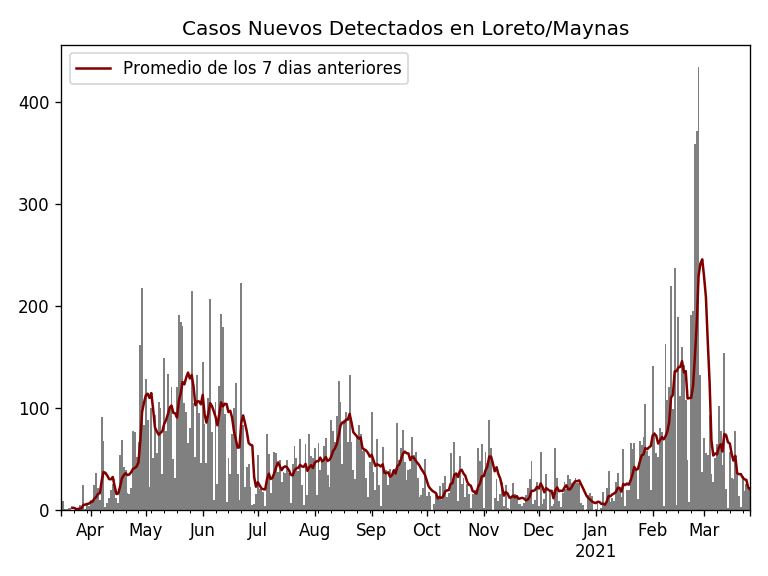 Casos Nuevos Detectados en Loreto/Maynas
Promedio de los 7 dias anteriores
400
300
200
100
0
Apr May Jun Jul Aug Sep Oct Nov Dec Jan Feb Mar
2021